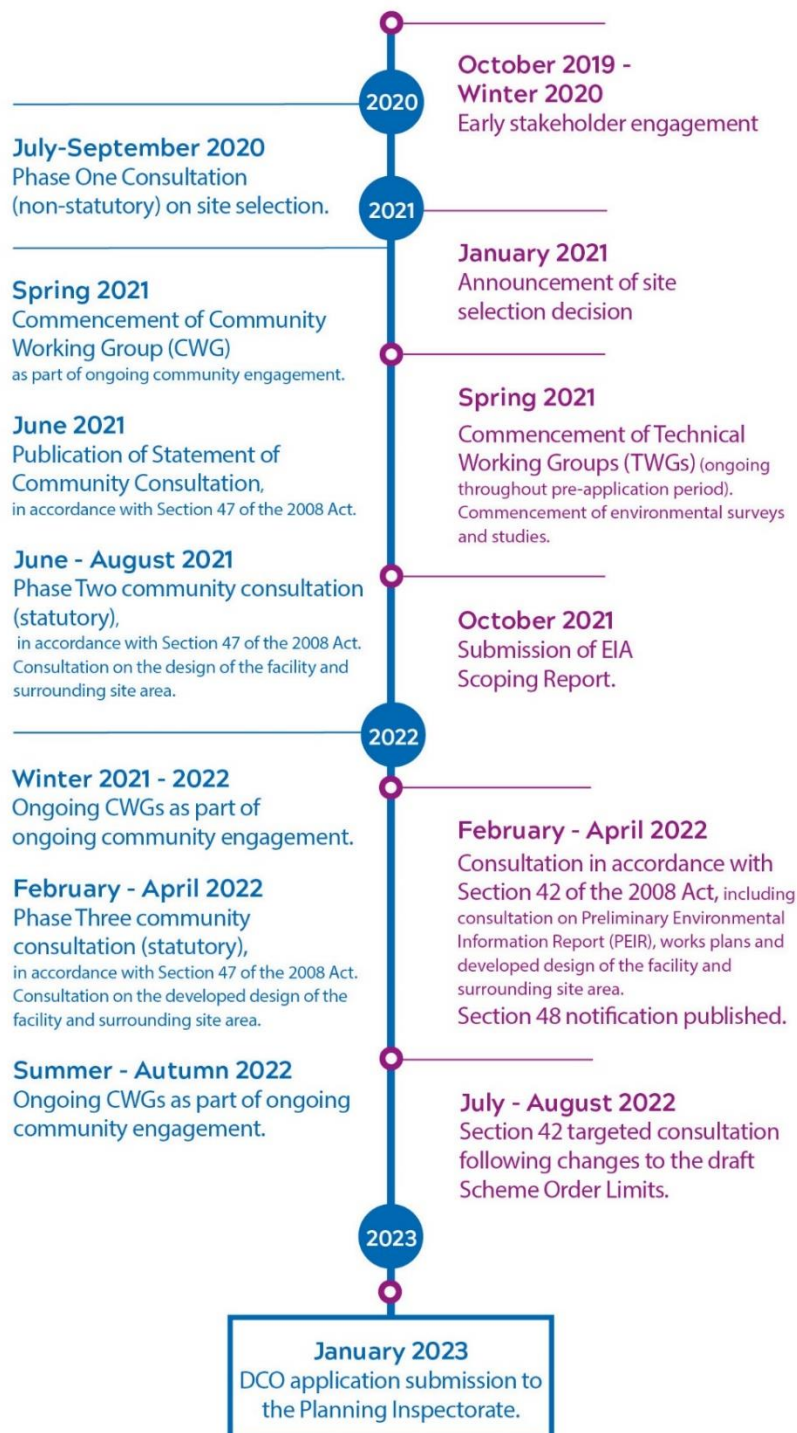 October 2019 -
Winter 2020
Early stakeholder engagement
2020
July-September 2020
Phase One Consultation
(non-statutory) on site selection.
2021
January 2021
Announcement of site
selection decision
Spring 2021
Commencement of Community
Working Group (CWG)
as part of ongoing community engagement.
Spring 2021
Commencement of Technical
Working Groups (TWGs) (ongoing
throughout pre-application period).
Commencement of environmental surveys
and studies.
June 2021
Publication of Statement of
Community Consultation,
in accordance with Section 47 of the 2008 Act.
June - August 2021
Phase Two community consultation
(statutory),
in accordance with Section 47 of the 2008 Act.
Consultation on the design of the facility and
surrounding site area.
October 2021
Submission of EIA
Scoping Report.
2022
Winter 2021 - 2022
Ongoing CWGs as part of
ongoing community engagement.
February - April 2022
Consultation in accordance with
Section 42 of the 2008 Act, including
consultation on Preliminary Environmental
Information Report (PEIR), works plans and
developed design of the facility and
surrounding site area.
Section 48 notification published.
February - April 2022
Phase Three community
consultation (statutory),
in accordance with Section 47 of the 2008 Act.
Consultation on the developed design of the
facility and surrounding site area.
Summer - Autumn 2022
Ongoing CWGs as part of ongoing
community engagement.
July - August 2022
Section 42 targeted consultation
following changes to the draft
Scheme Order Limits.
2023
January 2023
DCO application submission to
the Planning Inspectorate.